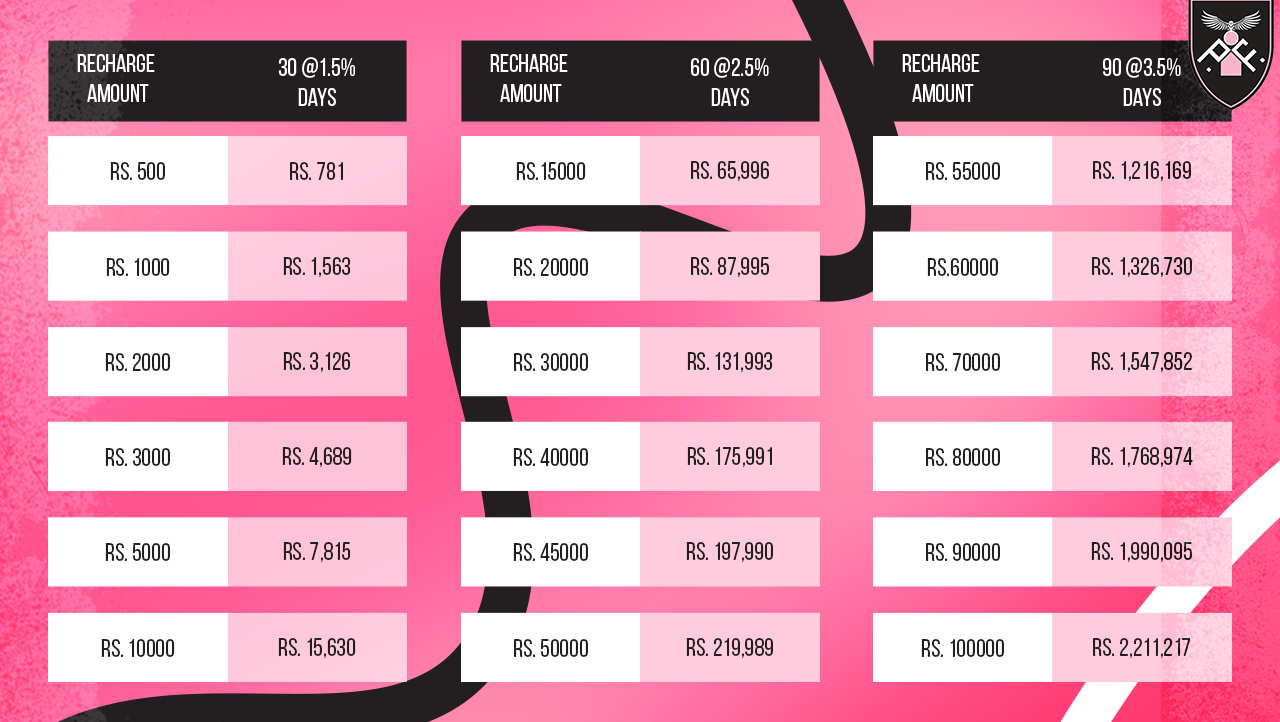 RECHARGE AMOUNT
30 @1.5% DAYS
RS. 500 RS. 781
RS. 1000 RS. 1,563
RS. 2000 RS. 3,126
RS. 3000 RS. 4,689
RS. 5000 RS. 7,815
RS. 10000 RS. 15,630
RECHARGE AMOUNT
60 @2.5% DAYS
RS.15000 RS. 65,996
RS. 20000 RS. 87,995
RS. 30000 RS. 131,993
RS. 40000 RS. 175,991
RS. 45000 RS. 197,990
RS. 50000 RS. 219,989
RECHARGE AMOUNT
90 @3.5% DAYS
RS. 55000 RS. 1,216,169
RS.60000 RS. 1,326,730
RS. 70000 RS. 1,547,852
RS. 80000 RS. 1,768,974
RS. 90000 RS. 1,990,095
RS. 100000 RS. 2,211,217